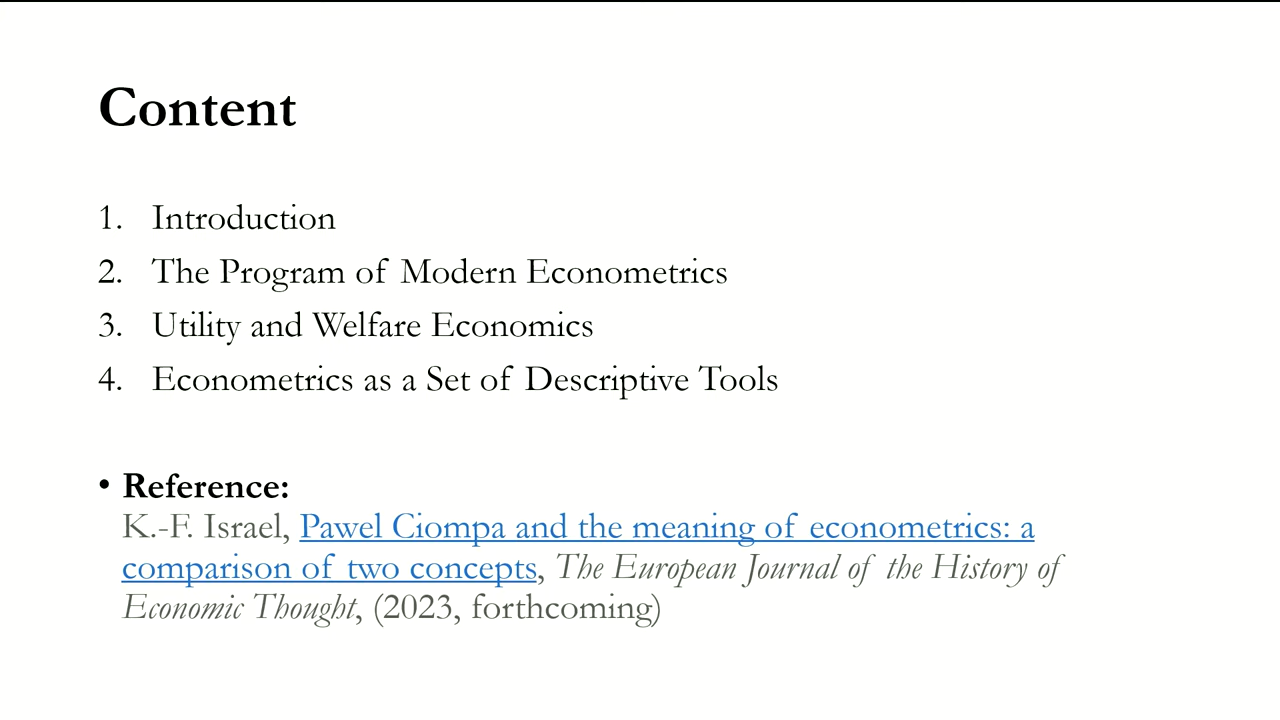 Content
1. Introduction
2. The Program of Modern Econometrics
3. Utility and Welfare Economics
4. Econometrics as a Set of Descriptive Tools
• Reference:
K.-F. Israel, Pawel Ciompa and the meaning of econometrics: a
comparison of two concepts, The European Journal of the History of
Economic Thought, (2023, forthcoming)